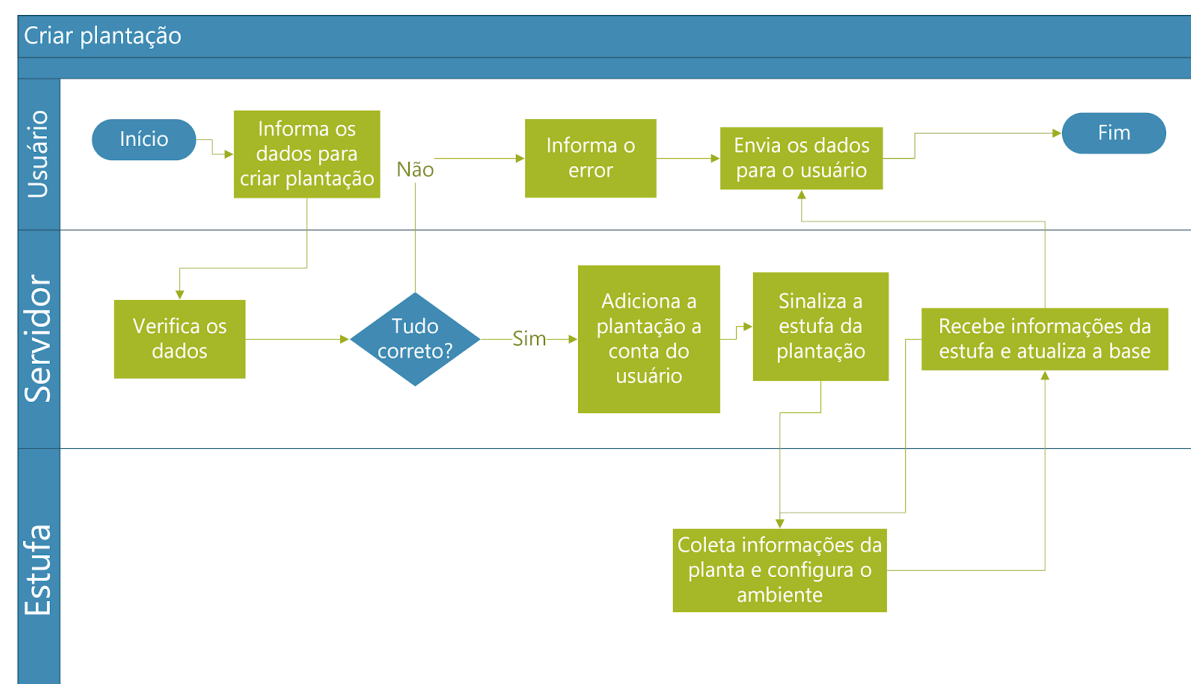 Criar plantação
Usuário
Início
Informa os
dados para
criar plantação
Não
Informa o
error
Envia os dados
para o usuário
Fim
Servidor
Verifica os
dados
Tudo
correto?
Sim
Adiciona a
plantação a
conta do
usuário
Sinaliza a
estufa da
plantação
Recebe informações da
estufa e atualiza a base
Estufa
Coleta informações da
planta e configura o
ambiente